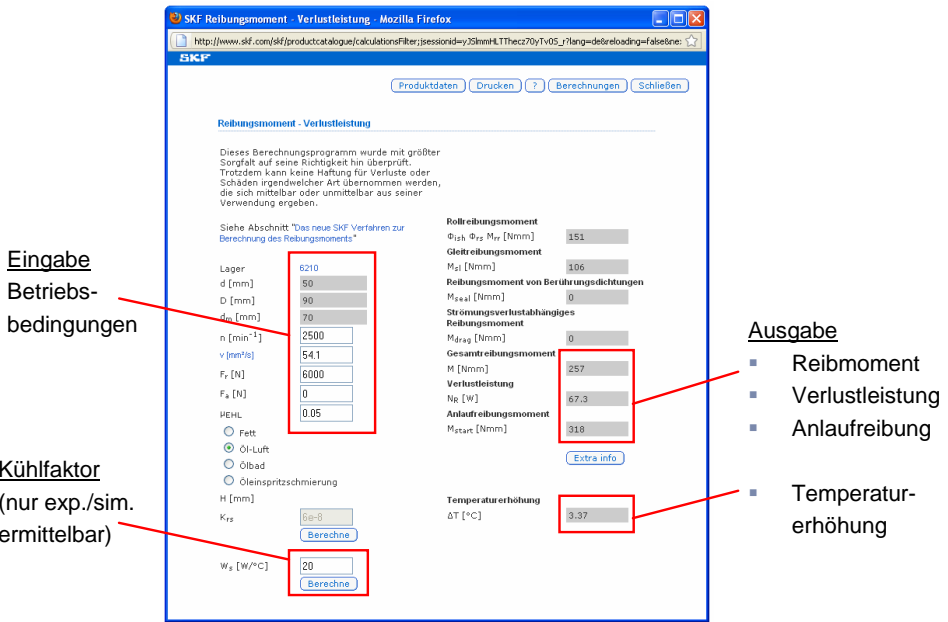 SKF Reibungsmoment - Verlustleistung - Mozilla Firefox
http://www.skf.com/skf/productcatalogue/calculationsFilter;jsessionid=yJSlmmHLTThecz70yTv0S_r?lang=de&reloading=false&ne:
SKF
Produktdaten Drucken ? Berechnungen Schließen
Reibungsmoment - Verlustleistung
Dieses Berechnungsprogramm wurde mit größter
Sorgfalt auf seine Richtigkeit hin überprüft.
Trotzdem kann keine Haftung für Verluste oder
Schäden irgendwelcher Art übernommen werden,
die sich mittelbar oder unmittelbar aus seiner
Verwendung ergeben.
Siehe Abschnitt "Das neue SKF Verfahren zur
Berechnung des Reibungsmoments"
Eingabe
Betriebs-
bedingungen
Lager 6210
d [mm] 50
D [mm] 90
dm [mm] 70
n [min⁻¹] 2500
v [mm²/s] 54.1
Fr [N] 6000
Fa [N] 0
μEHL 0.05
Fett
Öl-Luft
Ölbad
Öleinspritzschmierung
H [mm]
Krs 6e-8
Berechne
Ws [W/°C] 20
Berechne
Kühlfaktor
(nur exp./sim.
ermittelbar)
Rollreibungsmoment
Φish Φrs Mrr [Nmm] 151
Gleitreibungsmoment
Msl [Nmm] 106
Reibungsmoment von Berührungsdichtungen
Mseal [Nmm] 0
Strömungsverlustabhängiges
Reibungsmoment
Mdrag [Nmm] 0
Gesamtreibungsmoment
M [Nmm] 257
Verlustleistung
NR [W] 67.3
Anlaufreibungsmoment
Mstart [Nmm] 318
Extra info
Temperaturerhöhung
ΔT [°C] 3.37
Ausgabe
▪ Reibmoment
▪ Verlustleistung
▪ Anlaufreibung
▪ Temperatur-
erhöhung